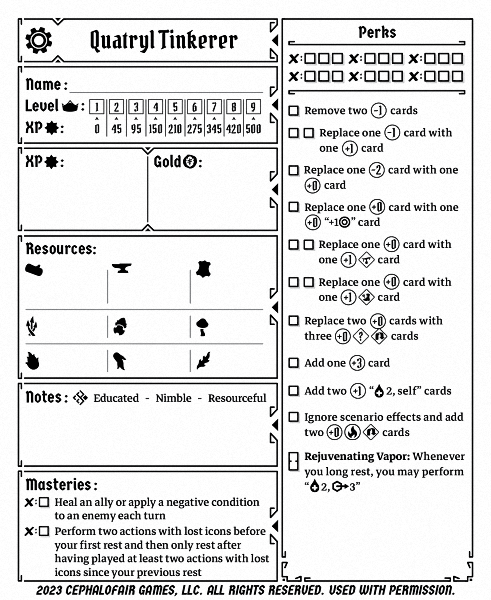 Quatryl Tinkerer
Name:
Level: 1 2 3 4 5 6 7 8 9
XP: 0 45 95 150 210 275 345 420 500
XP: Gold:
Resources:
Notes: Educated - Nimble - Resourceful
Masteries:
Heal an ally or apply a negative condition
to an enemy each turn
Perform two actions with lost icons before
your first rest and then only rest after
having played at least two actions with lost
icons since your previous rest
Perks
Remove two -1 cards
Replace one -1 card with
one +1 card
Replace one -2 card with one
+0 card
Replace one +0 card with one
+0 “+1” card
Replace one +0 card with
one +1 card
Replace one +0 card with
one +1 card
Replace two +0 cards with
three +0 ? cards
Add one +3 card
Add two +1 “2, self” cards
Ignore scenario effects and add
two +0 cards
Rejuvenating Vapor: Whenever
you long rest, you may perform
“2, 3”
2023 CEPHALOFAIR GAMES, LLC. ALL RIGHTS RESERVED. USED WITH PERMISSION.